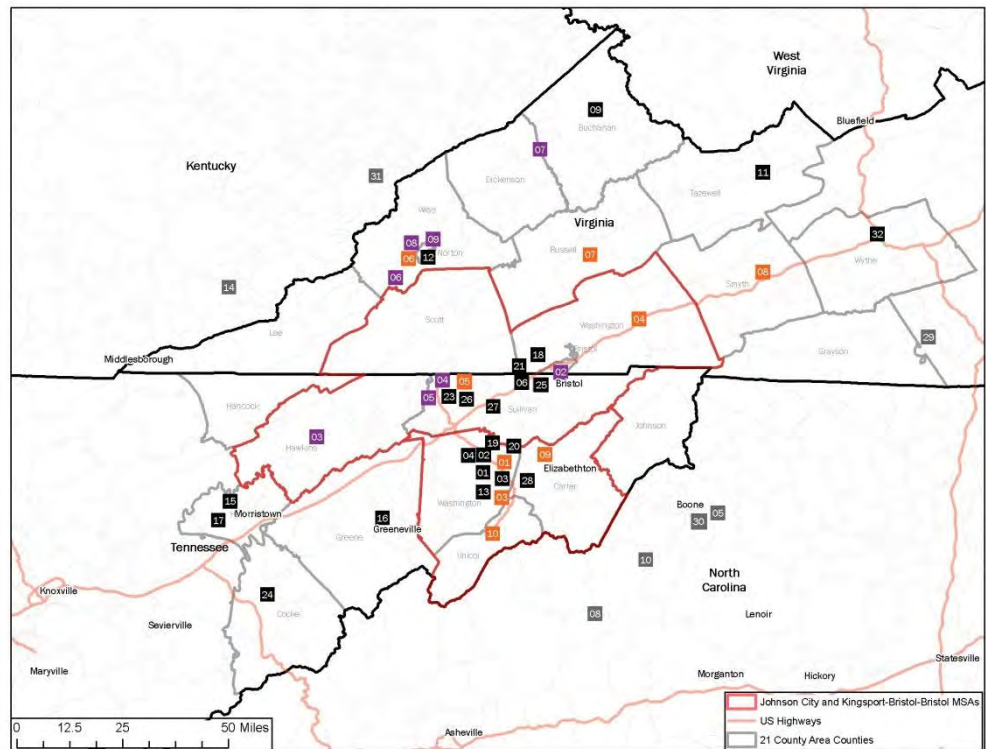 West
Virginia
09
Buchanan
Bluefield
07
Kentucky
31
Dickenson
11
Tazewell
Wise
Virginia
32
08
09
Norton
Russell
07
06
12
Wythe
06
08
14
Smyth
Scott
Washington
04
Lee
29
Bristol
18
Grayson
Middlesborough
21
02
04
05
06
25
Bristol
05
23
26
Hancock
27
Sullivan
Johnson
03
Hawkins
19
20
04
02
09
01
Elizabethton
01
03
28
Carter
15
13
03
Boone
05
Morristown
Washington
16
30
17
Greeneville
Tennessee
Greene
10
Unicoi
10
North
Carolina
Knoxville
24
08
Lenoir
Cocke
Sevierville
Statesville
Maryville
Morganton
Hickory
Johnson City and Kingsport-Bristol-Bristol MSAs
0
12.5
25
50 Miles
US Highways
Asheville
21 County Area Counties